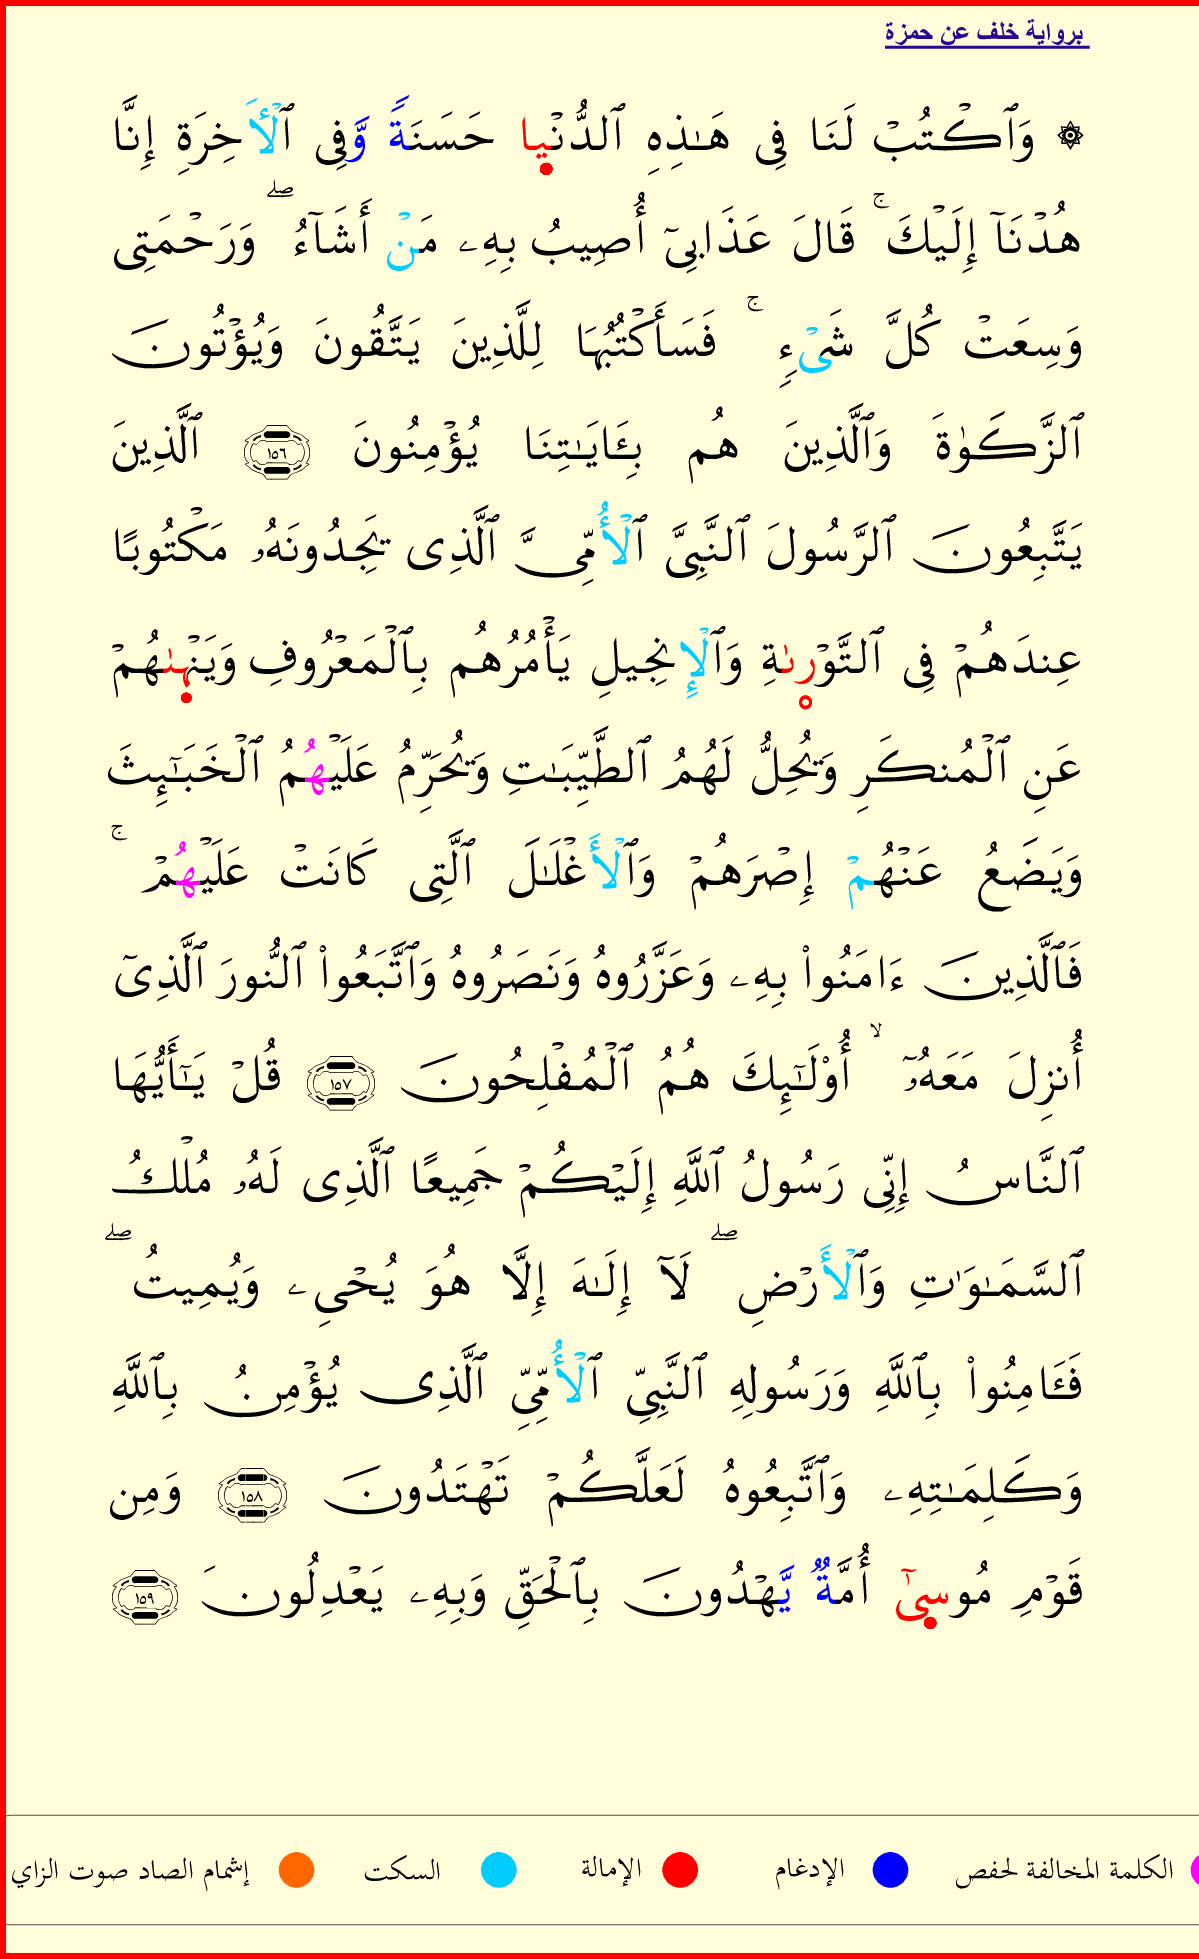 برواية خلف عن حمزة
۞ وَٱكۡتُبۡ لَنَا فِى هَـٰذِهِ ٱلدُّنۡيا حَسَنَةً وَّفِى ٱلۡأَخِرَةِ إِنَّا
هُدۡنَآ إِلَيۡكَ ۚ قَالَ عَذَابِىٓ أُصِيبُ بِهِۦ مَنۡ أَشَآءُ ۖ وَرَحۡمَتِى
وَسِعَتۡ كُلَّ شَىۡءٍ ۚ فَسَأَكۡتُبُهَا لِلَّذِينَ يَتَّقُونَ وَيُؤۡتُونَ
ٱلزَّكَوٰةَ وَٱلَّذِينَ هُم بِـَٔايَـٰتِنَا يُؤۡمِنُونَ ١٥٦ ٱلَّذِينَ
يَتَّبِعُونَ ٱلرَّسُولَ ٱلنَّبِىَّ ٱلۡأُمِّىَّ ٱلَّذِى يَجِدُونَهُۥ مَكۡتُوبًا
عِندَهُمۡ فِى ٱلتَّوۡرىٰةِ وَٱلۡإِنجِيلِ يَأۡمُرُهُم بِٱلۡمَعۡرُوفِ وَيَنۡهىٰهُمۡ
عَنِ ٱلۡمُنكَرِ وَيُحِلُّ لَهُمُ ٱلطَّيِّبَـٰتِ وَيُحَرِّمُ عَلَيۡهُمُ ٱلۡخَبَـٰٓئِثَ
وَيَضَعُ عَنۡهُمۡ إِصۡرَهُمۡ وَٱلۡأَغۡلَـٰلَ ٱلَّتِى كَانَتۡ عَلَيۡهُمۡ ۚ
فَٱلَّذِينَ ءَامَنُواْ بِهِۦ وَعَزَّرُوهُ وَنَصَرُوهُ وَٱتَّبَعُواْ ٱلنُّورَ ٱلَّذِىٓ
أُنزِلَ مَعَهُۥٓ ۙ أُوْلَـٰٓئِكَ هُمُ ٱلۡمُفۡلِحُونَ ١٥٧ قُلۡ يَـٰٓأَيُّهَا
ٱلنَّاسُ إِنِّى رَسُولُ ٱللَّهِ إِلَيۡكُمۡ جَمِيعًا ٱلَّذِى لَهُۥ مُلۡكُ
ٱلسَّمَـٰوَٰتِ وَٱلۡأَرۡضِ ۖ لَآ إِلَـٰهَ إِلَّا هُوَ يُحۡىِۦ وَيُمِيتُ ۖ
فَـَٔامِنُواْ بِٱللَّهِ وَرَسُولِهِ ٱلنَّبِىِّ ٱلۡأُمِّىِّ ٱلَّذِى يُؤۡمِنُ بِٱللَّهِ
وَكَلِمَـٰتِهِۦ وَٱتَّبِعُوهُ لَعَلَّكُمۡ تَهۡتَدُونَ ١٥٨ وَمِن
قَوۡمِ مُوسىٓ أُمَّةٌ يَّهۡدُونَ بِٱلۡحَقِّ وَبِهِۦ يَعۡدِلُونَ ١٥٩
الكلمة المخالفة لحفص الإدغام الإمالة السكت إشمام الصاد صوت الزاي